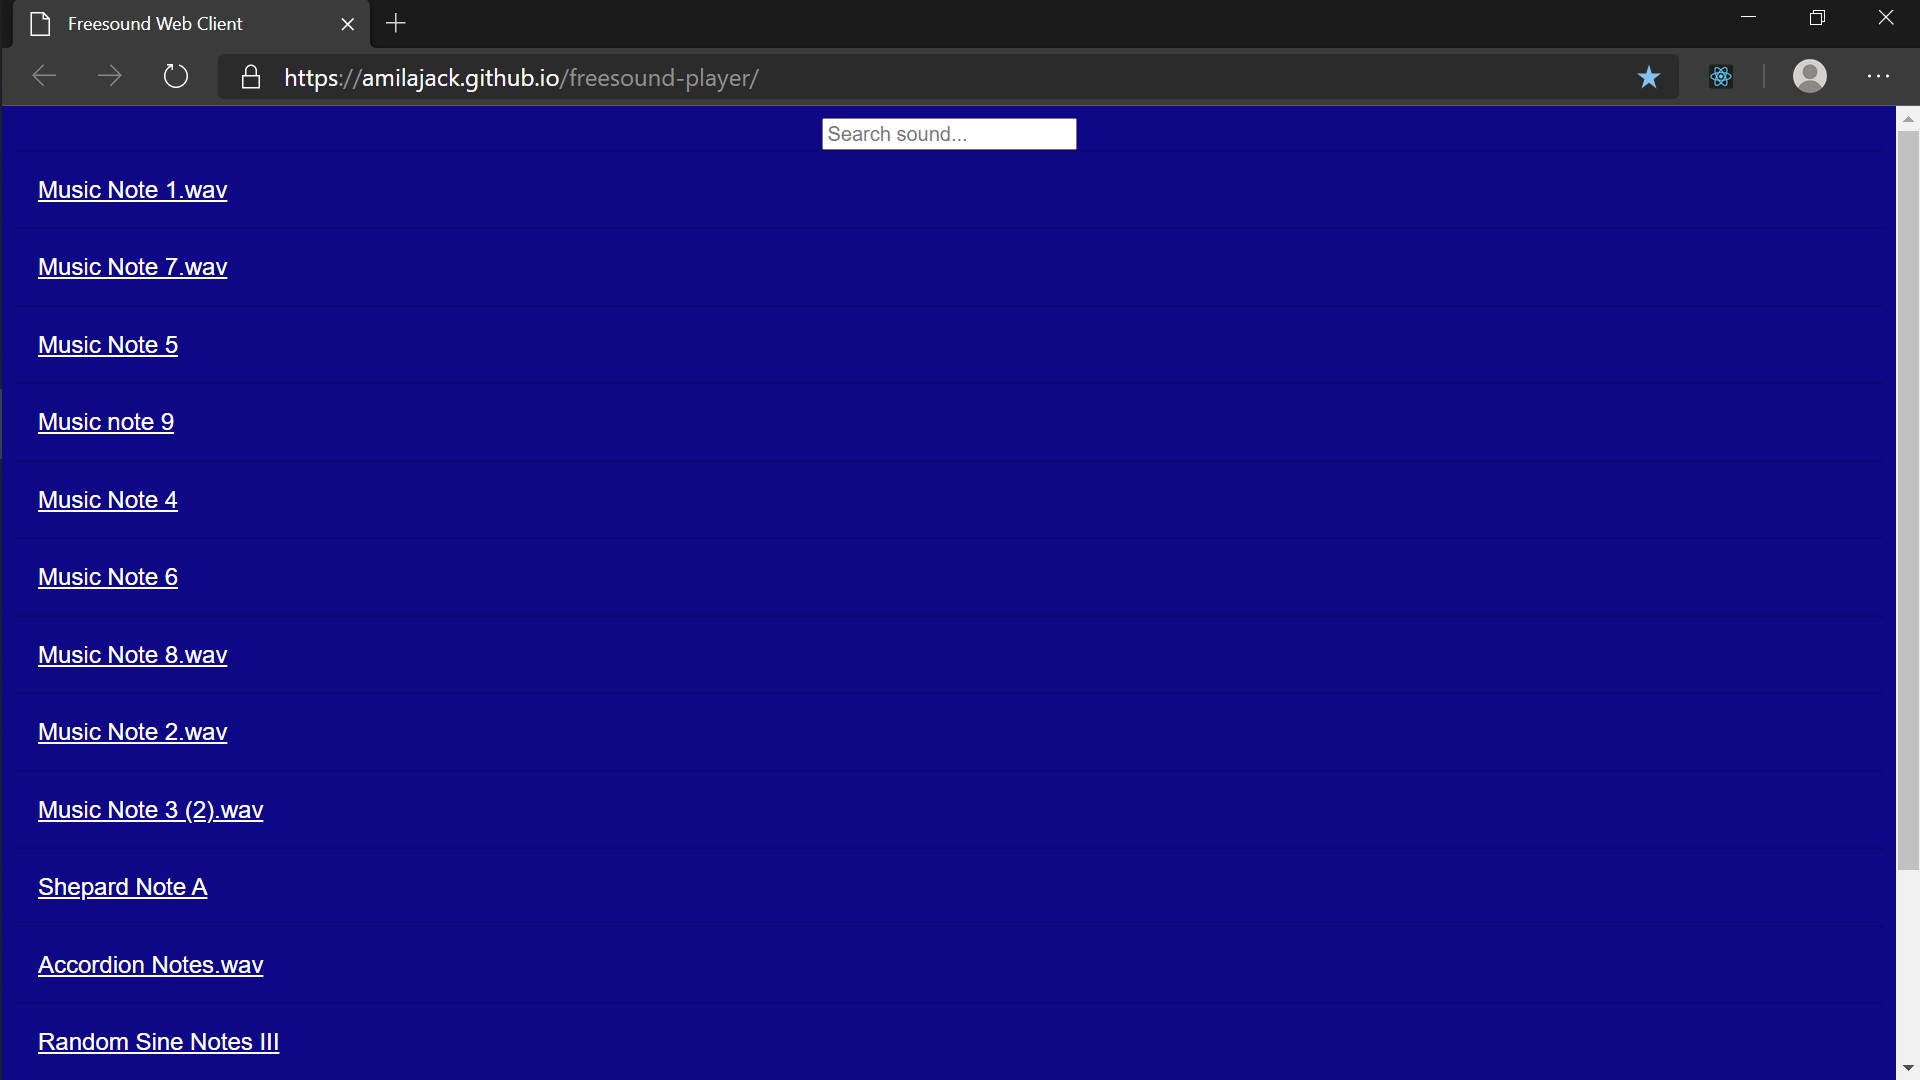 Freesound Web Client
https://amilajack.github.io/freesound-player/
Search sound...
Music Note 1.wav
Music Note 7.wav
Music Note 5
Music note 9
Music Note 4
Music Note 6
Music Note 8.wav
Music Note 2.wav
Music Note 3 (2).wav
Shepard Note A
Accordion Notes.wav
Random Sine Notes III